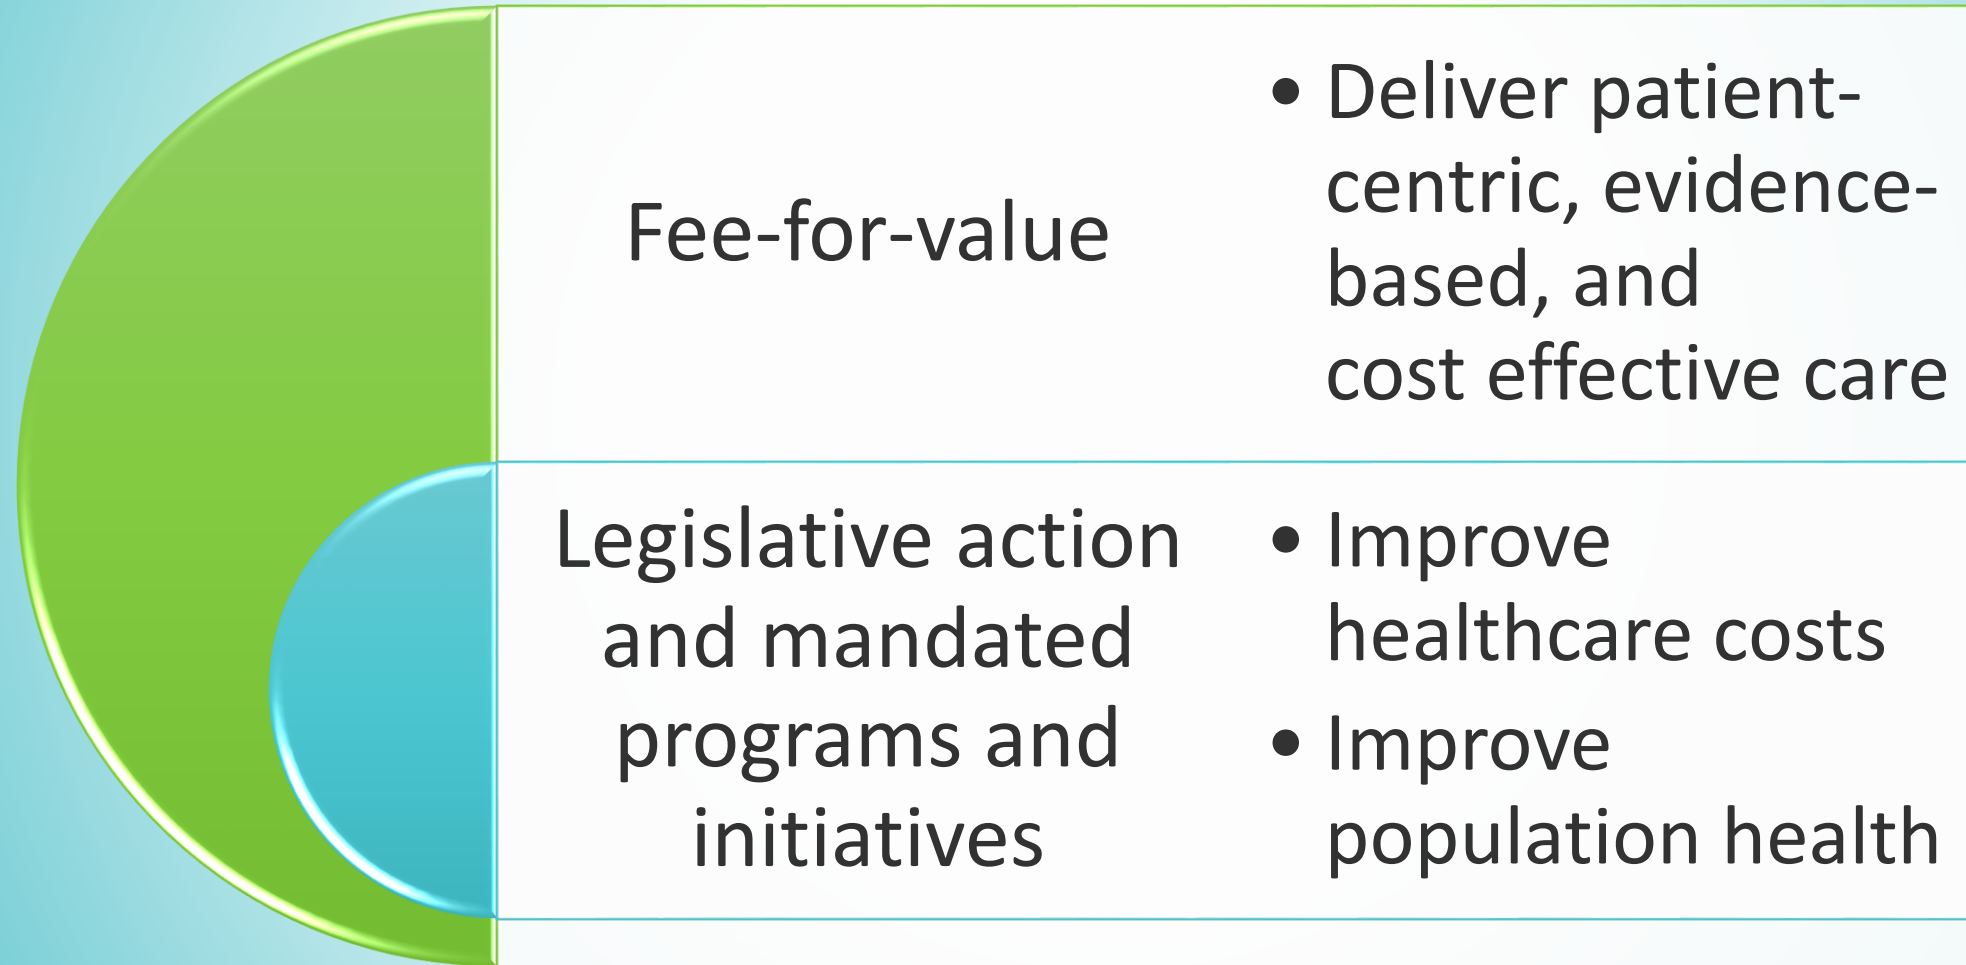 Fee-for-value
• Deliver patient-
centric, evidence-
based, and
cost effective care
Legislative action
and mandated
programs and
initiatives
• Improve
healthcare costs
• Improve
population health